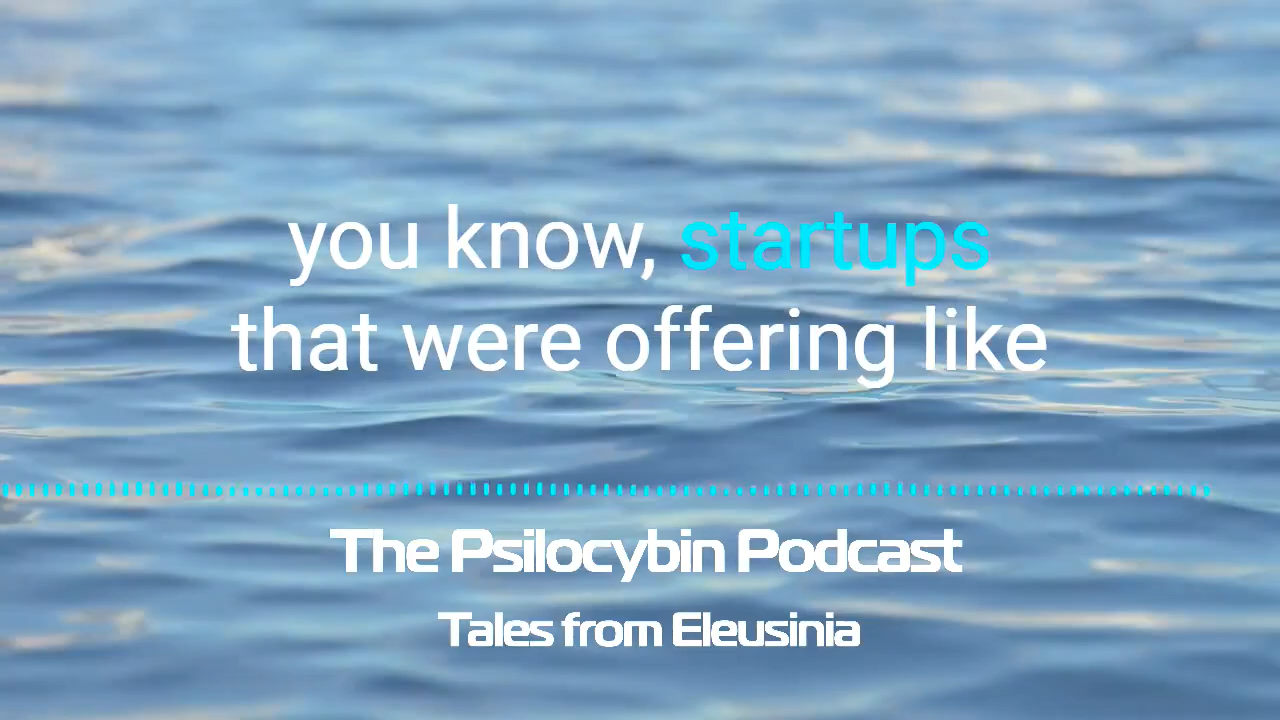 you know, startups
that were offering like
The Psilocybin Podcast
Tales from Eleusinia